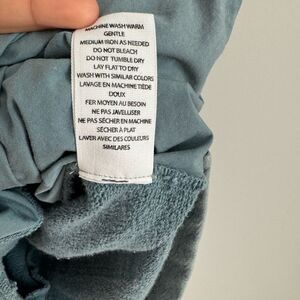 MACHINE WASH WARM
GENTLE
MEDIUM IRON AS NEEDED
DO NOT BLEACH
DO NOT TUMBLE DRY
LAY FLAT TO DRY
WASH WITH SIMILAR COLORS
LAVAGE EN MACHINE TIÈDE
DOUX
FER MOYEN AU BESOIN
NE PAS JAVELLISER
NE PAS SÉCHER EN MACHINE
SÉCHER À PLAT
LAVER AVEC DES COULEURS
SIMILAIRES